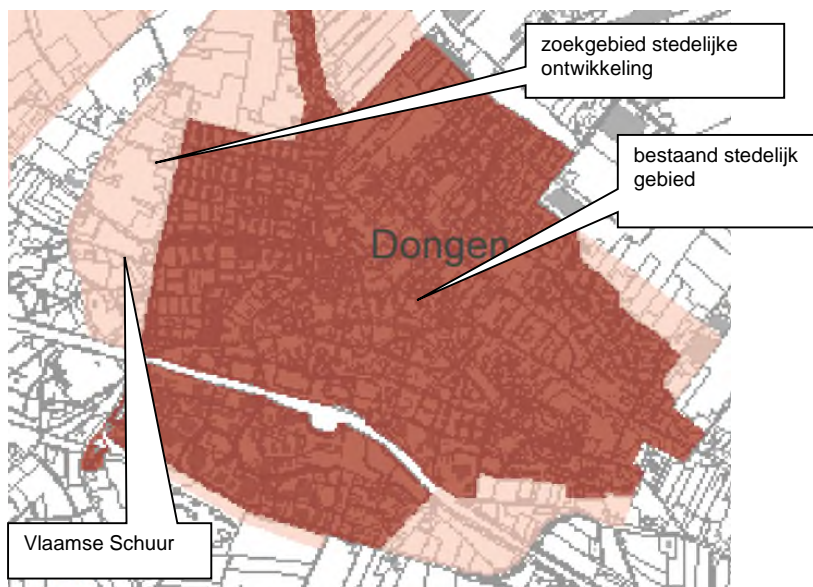 zoekgebied stedelijke
ontwikkeling
bestaand stedelijk
gebied
Dongen
Vlaamse Schuur